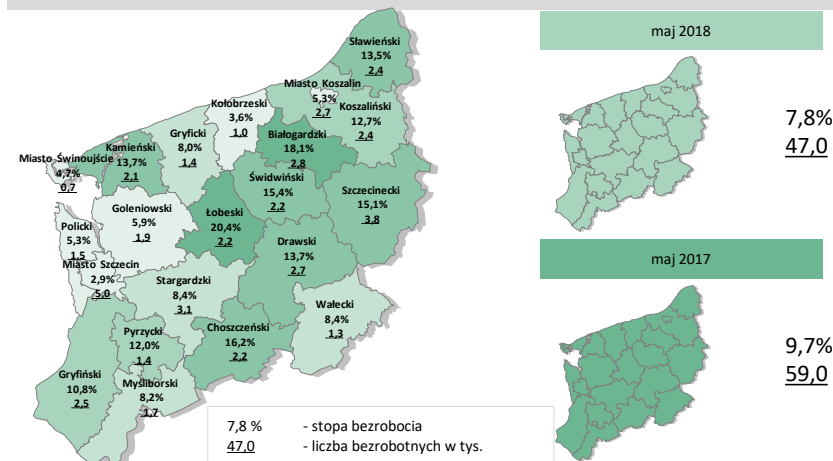 Sławieński
13,5%
2,4
Miasto Koszalin
5,3%
2,7
Koszaliński
12,7%
2,4
Kołobrzeski
3,6%
1,0
Białogardzki
18,1%
2,8
Gryficki
8,0%
1,4
Kamieński
13,7%
2,1
Miasto Świnoujście
4,7%
0,7
Świdwiński
15,4%
2,2
Szczecinecki
15,1%
3,8
Goleniowski
5,9%
1,9
Łobeski
20,4%
2,2
Policki
5,3%
1,5
Miasto Szczecin
2,9%
5,0
Drawski
13,7%
2,7
Stargardzki
8,4%
3,1
Wałecki
8,4%
1,3
Choszczeński
16,2%
2,2
Pyrzycki
12,0%
1,4
Gryfiński
10,8%
2,5
Myśliborski
8,2%
1,7
7,8 % - stopa bezrobocia
47,0 - liczba bezrobotnych w tys.
maj 2018
7,8%
47,0
maj 2017
9,7%
59,0